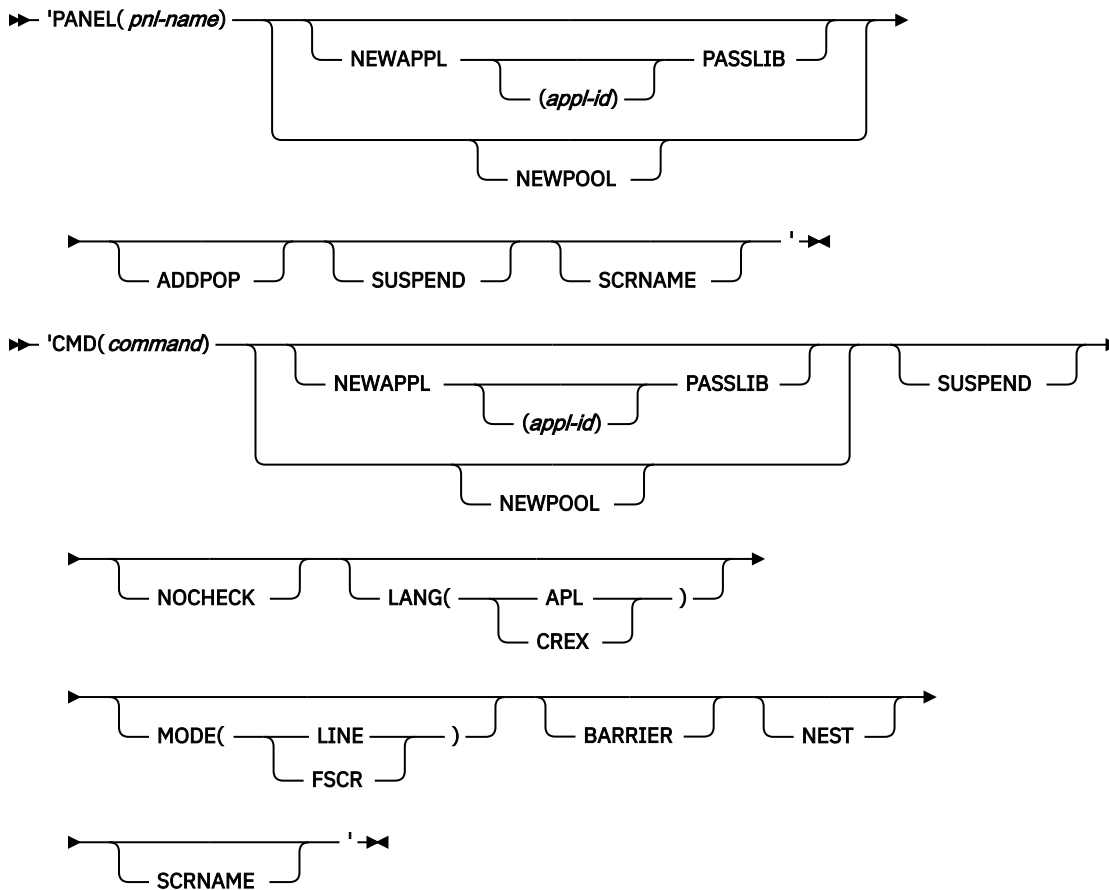 'PANEL( pnl-name)
NEWAPPL PASSLIB
(appl-id)
NEWPOOL
'
ADDPOP SUSPEND SCRNAME
'CMD( command)
NEWAPPL PASSLIB SUSPEND
(appl-id)
NEWPOOL
NOCHECK LANG( APL )
CREX
MODE( LINE ) BARRIER NEST
FSCR
'
SCRNAME